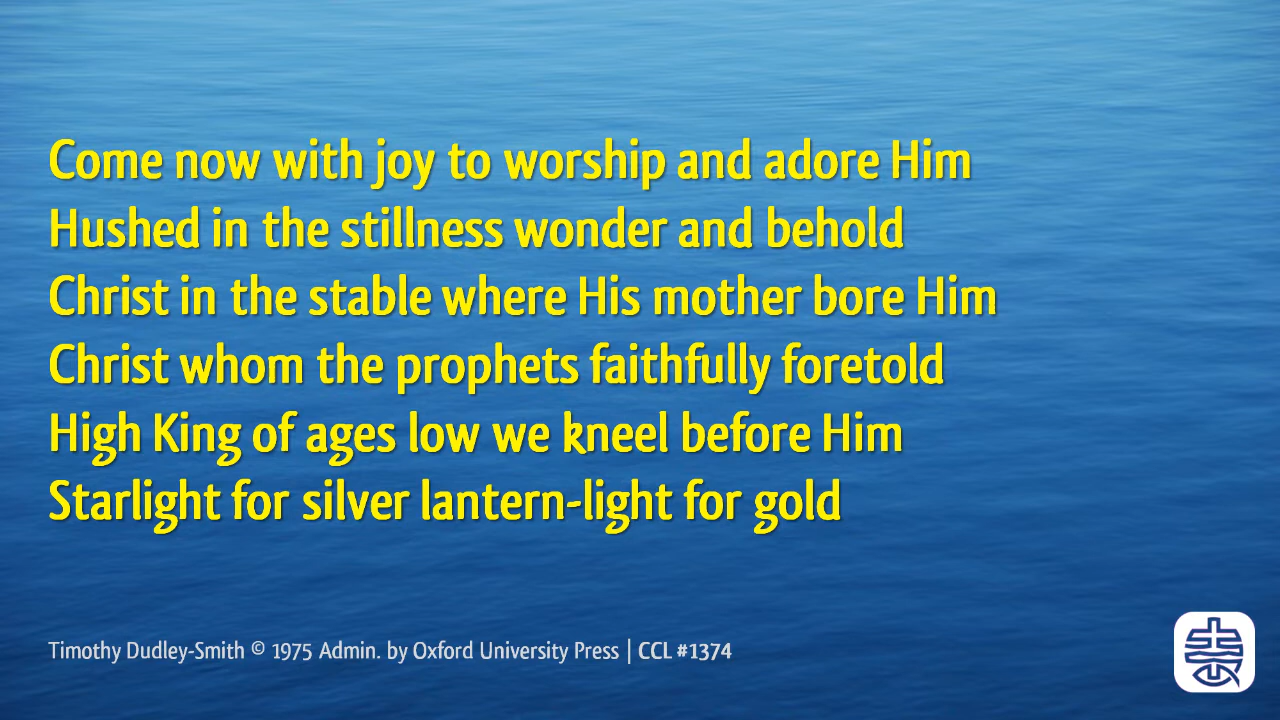 Come now with joy to worship and adore Him
Hushed in the stillness wonder and behold
Christ in the stable where His mother bore Him
Christ whom the prophets faithfully foretold
High King of ages low we kneel before Him
Starlight for silver lantern-light for gold
Timothy Dudley-Smith © 1975 Admin. by Oxford University Press | CCL #1374